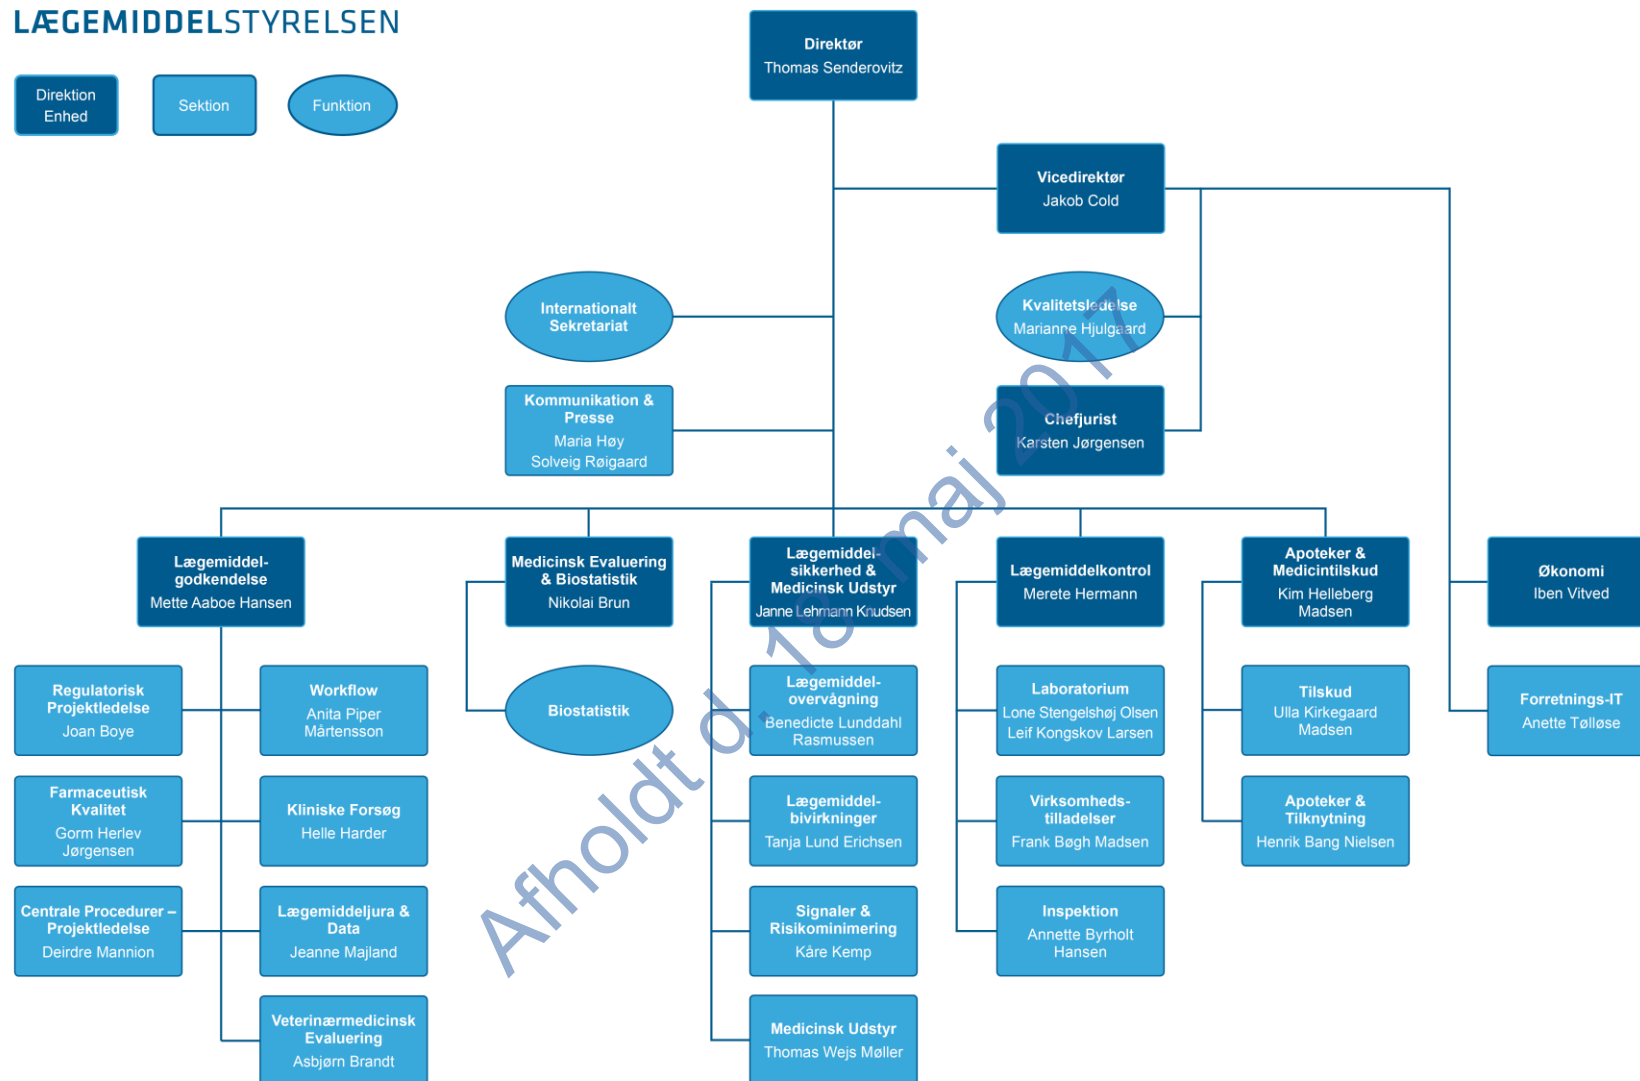 LÆGEMIDDELSTYRELSEN
Direktion
Enhed
Sektion
Funktion
Direktør
Thomas Senderovitz
Vicedirektør
Jakob Cold
Internationalt
Sekretariat
Kvalitetsledelse
Marianne Hjulgaard
Kommunikation &
Presse
Maria Høy
Solveig Røigaard
Chefjurist
Karsten Jørgensen
Lægemiddel-
godkendelse
Mette Aaboe Hansen
Medicinsk Evaluering
& Biostatistik
Nikolai Brun
Lægemiddel-
sikkerhed &
Medicinsk Udstyr
Janne Lehmann Knudsen
Lægemiddelkontrol
Merete Hermann
Apoteker &
Medicintilskud
Kim Helleberg
Madsen
Økonomi
Iben Vitved
Regulatorisk
Projektledelse
Joan Boye
Workflow
Anita Piper
Mårtensson
Biostatistik
Lægemiddel-
overvågning
Benedicte Lunddahl
Rasmussen
Laboratorium
Lone Stengelshøj Olsen
Leif Kongskov Larsen
Tilskud
Ulla Kirkegaard
Madsen
Forretnings-IT
Anette Tølløse
Farmaceutisk
Kvalitet
Gorm Herlev
Jørgensen
Kliniske Forsøg
Helle Harder
Lægemiddel-
bivirkninger
Tanja Lund Erichsen
Virksomheds-
tilladelser
Frank Bøgh Madsen
Apoteker &
Tilknytning
Henrik Bang Nielsen
Centrale Procedurer –
Projektledelse
Deirdre Mannion
Lægemiddeljura &
Data
Jeanne Majland
Signaler &
Risikominimering
Kåre Kemp
Inspektion
Annette Byrholt
Hansen
Veterinærmedicinsk
Evaluering
Asbjørn Brandt
Medicinsk Udstyr
Thomas Wejs Møller
Afholdt d. 18 maj 2017